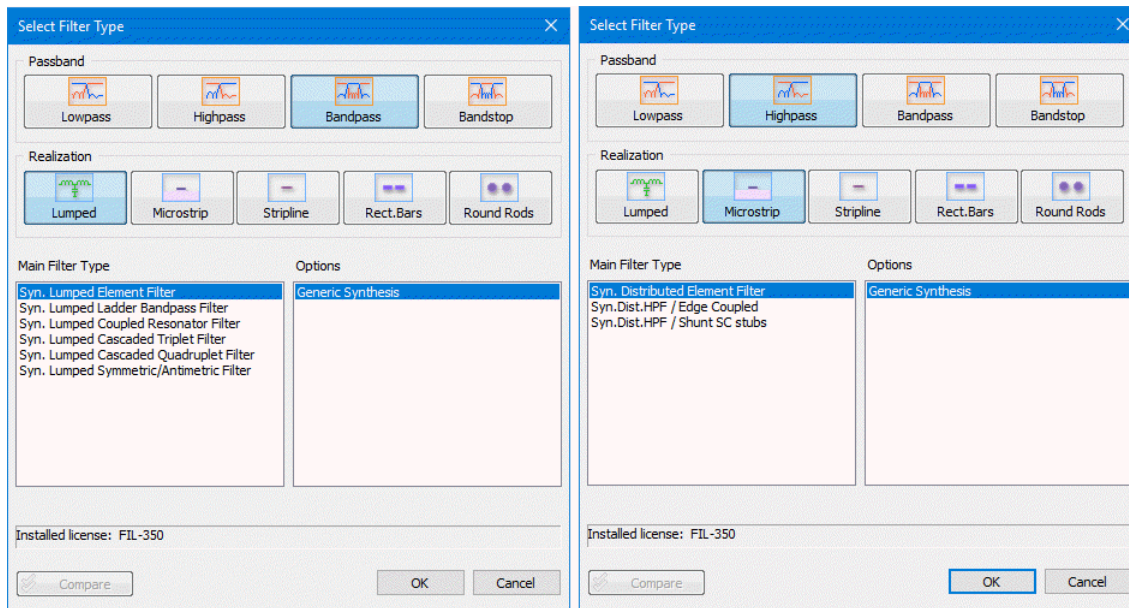 Select Filter Type
Passband
Lowpass Highpass Bandpass Bandstop
Realization
Lumped Microstrip Stripline Rect.Bars Round Rods
Main Filter Type Options
Syn. Lumped Element Filter Generic Synthesis
Syn. Lumped Ladder Bandpass Filter
Syn. Lumped Coupled Resonator Filter
Syn. Lumped Cascaded Triplet Filter
Syn. Lumped Cascaded Quadruplet Filter
Syn. Lumped Symmetric/Antimetric Filter
Installed license: FIL-350
Compare OK Cancel
Select Filter Type
Passband
Lowpass Highpass Bandpass Bandstop
Realization
Lumped Microstrip Stripline Rect.Bars Round Rods
Main Filter Type Options
Syn. Distributed Element Filter Generic Synthesis
Syn.Dist.HPF / Edge Coupled
Syn.Dist.HPF / Shunt SC stubs
Installed license: FIL-350
Compare OK Cancel